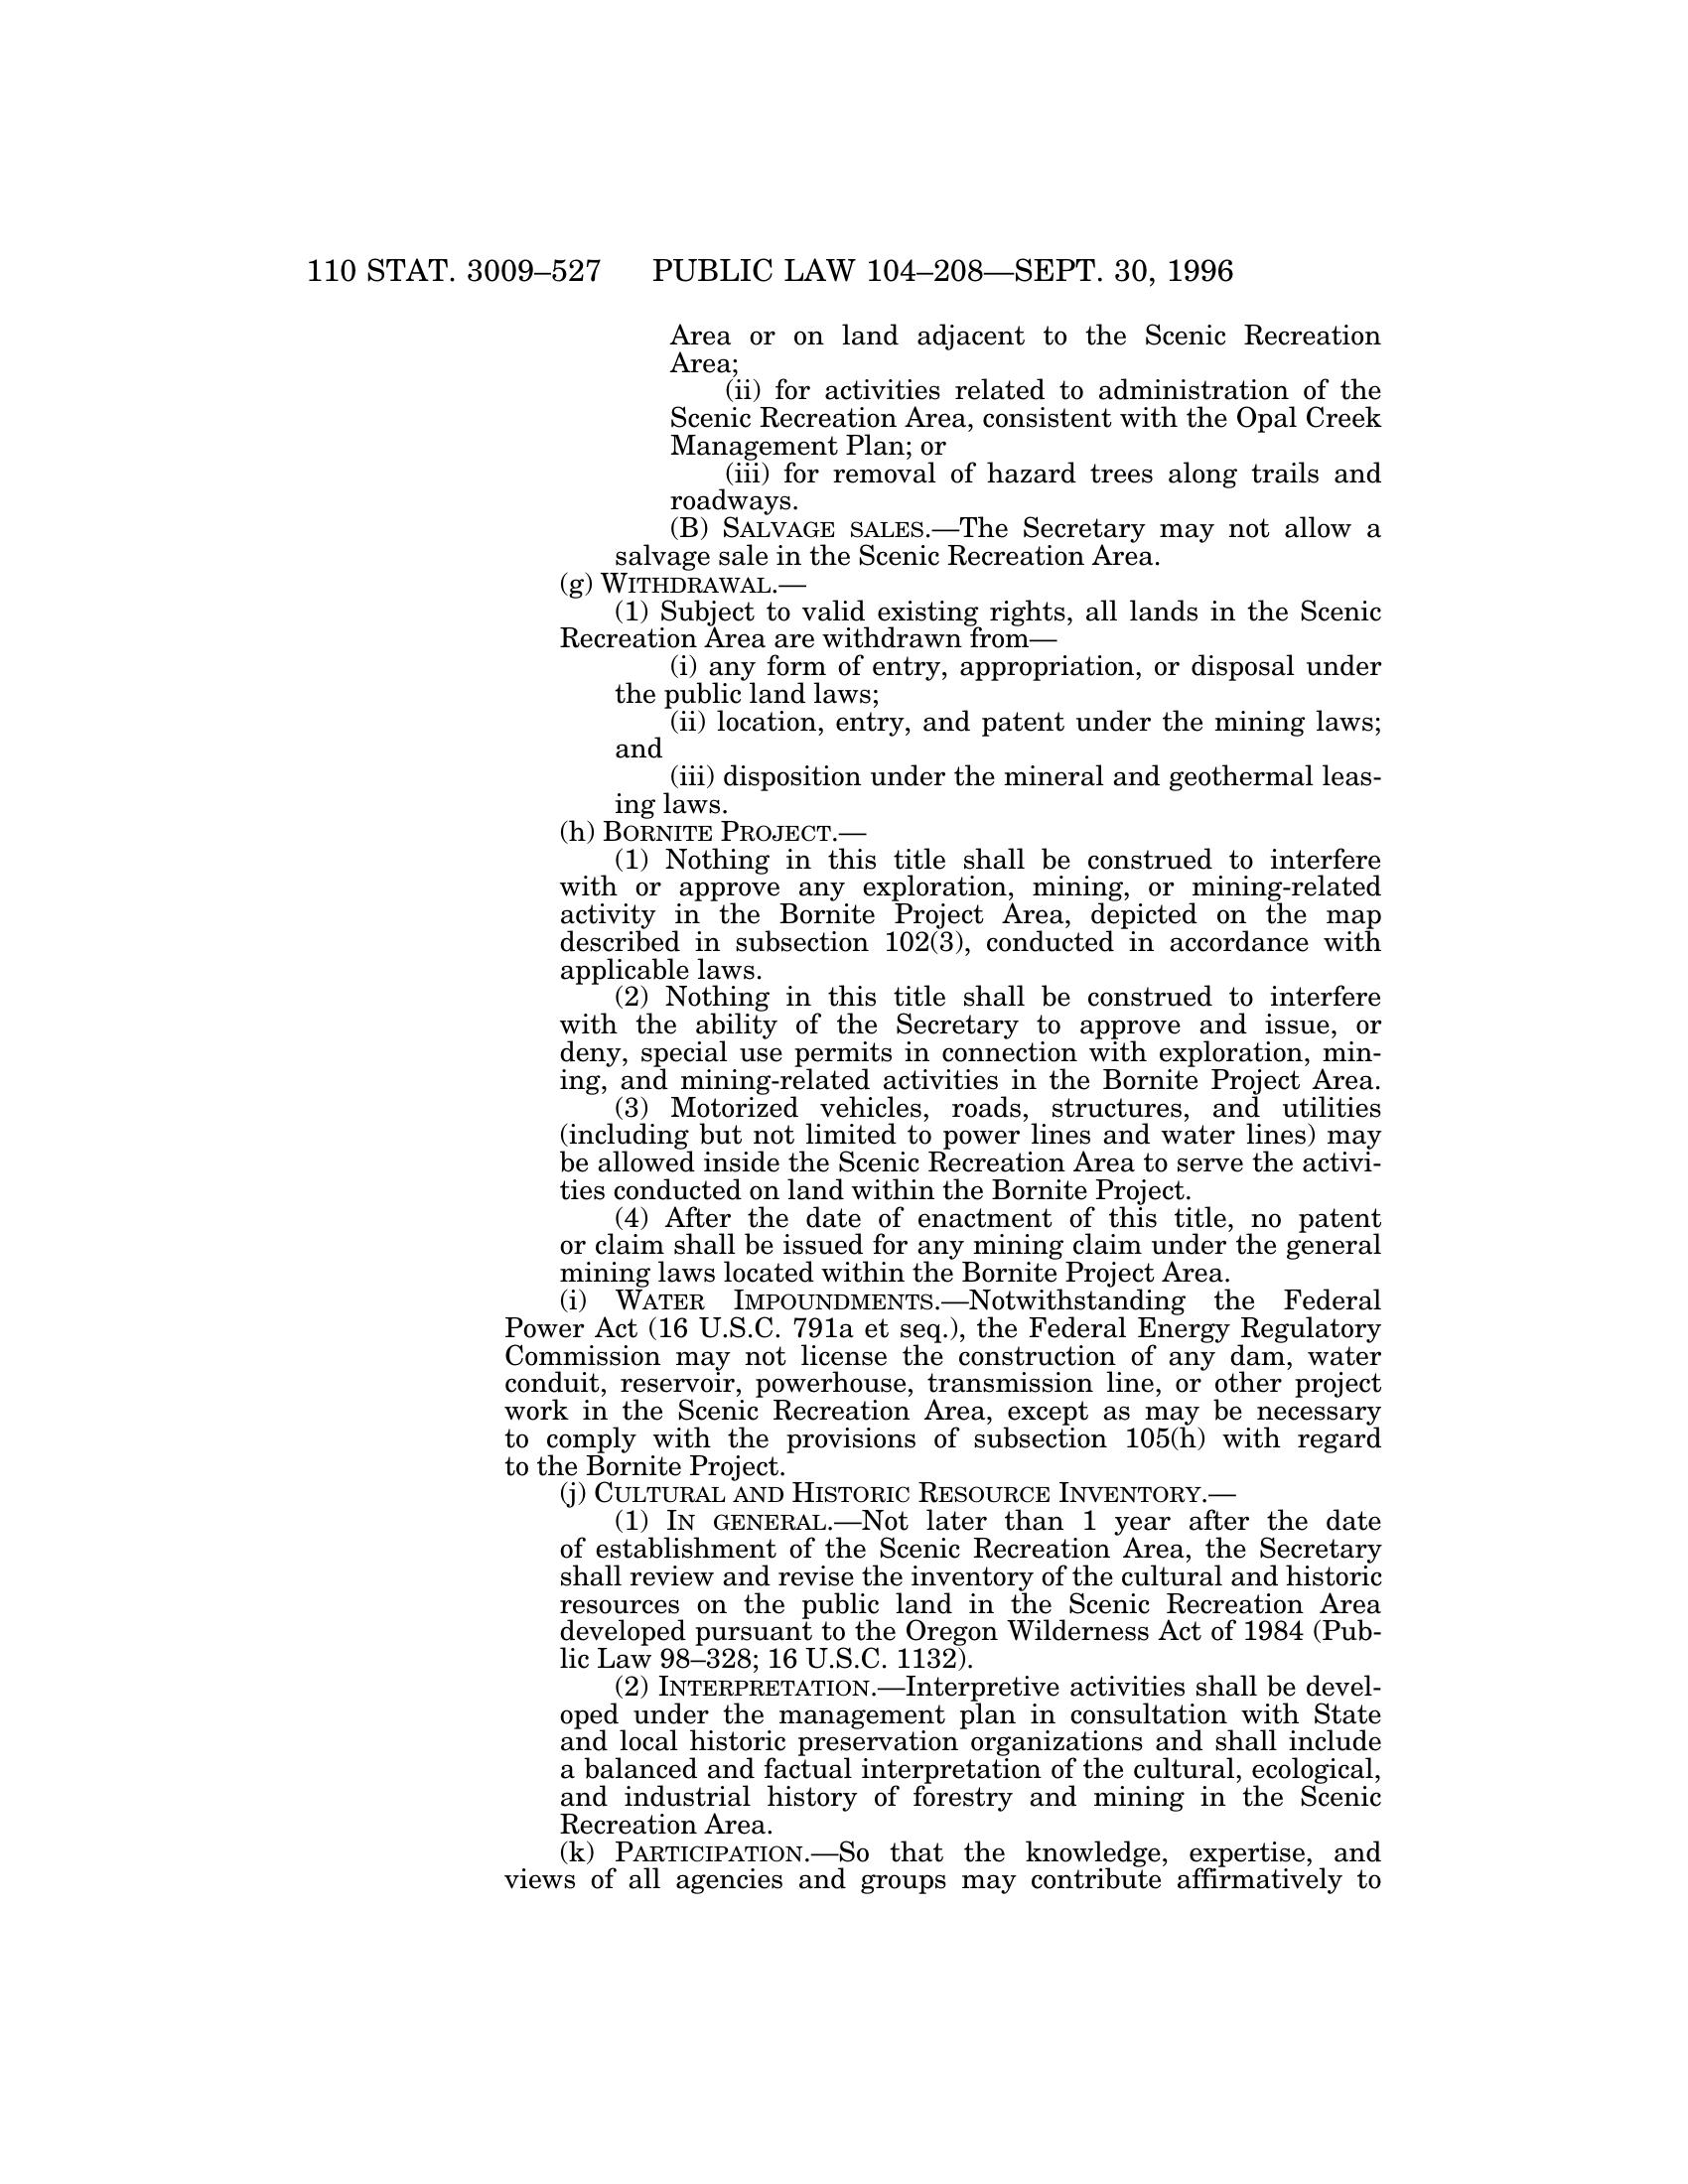 110 STAT. 3009–527 PUBLIC LAW 104–208—SEPT. 30, 1996
Area or on land adjacent to the Scenic Recreation
Area;
(ii) for activities related to administration of the
Scenic Recreation Area, consistent with the Opal Creek
Management Plan; or
(iii) for removal of hazard trees along trails and
roadways.
(B) SALVAGE SALES.—The Secretary may not allow a
salvage sale in the Scenic Recreation Area.
(g) WITHDRAWAL.—
(1) Subject to valid existing rights, all lands in the Scenic
Recreation Area are withdrawn from—
(i) any form of entry, appropriation, or disposal under
the public land laws;
(ii) location, entry, and patent under the mining laws;
and
(iii) disposition under the mineral and geothermal leas-
ing laws.
(h) BORNITE PROJECT.—
(1) Nothing in this title shall be construed to interfere
with or approve any exploration, mining, or mining-related
activity in the Bornite Project Area, depicted on the map
described in subsection 102(3), conducted in accordance with
applicable laws.
(2) Nothing in this title shall be construed to interfere
with the ability of the Secretary to approve and issue, or
deny, special use permits in connection with exploration, min-
ing, and mining-related activities in the Bornite Project Area.
(3) Motorized vehicles, roads, structures, and utilities
(including but not limited to power lines and water lines) may
be allowed inside the Scenic Recreation Area to serve the activi-
ties conducted on land within the Bornite Project.
(4) After the date of enactment of this title, no patent
or claim shall be issued for any mining claim under the general
mining laws located within the Bornite Project Area.
(i) WATER IMPOUNDMENTS.—Notwithstanding the Federal
Power Act (16 U.S.C. 791a et seq.), the Federal Energy Regulatory
Commission may not license the construction of any dam, water
conduit, reservoir, powerhouse, transmission line, or other project
work in the Scenic Recreation Area, except as may be necessary
to comply with the provisions of subsection 105(h) with regard
to the Bornite Project.
(j) CULTURAL AND HISTORIC RESOURCE INVENTORY.—
(1) IN GENERAL.—Not later than 1 year after the date
of establishment of the Scenic Recreation Area, the Secretary
shall review and revise the inventory of the cultural and historic
resources on the public land in the Scenic Recreation Area
developed pursuant to the Oregon Wilderness Act of 1984 (Pub-
lic Law 98–328; 16 U.S.C. 1132).
(2) INTERPRETATION.—Interpretive activities shall be devel-
oped under the management plan in consultation with State
and local historic preservation organizations and shall include
a balanced and factual interpretation of the cultural, ecological,
and industrial history of forestry and mining in the Scenic
Recreation Area.
(k) PARTICIPATION.—So that the knowledge, expertise, and
views of all agencies and groups may contribute affirmatively to